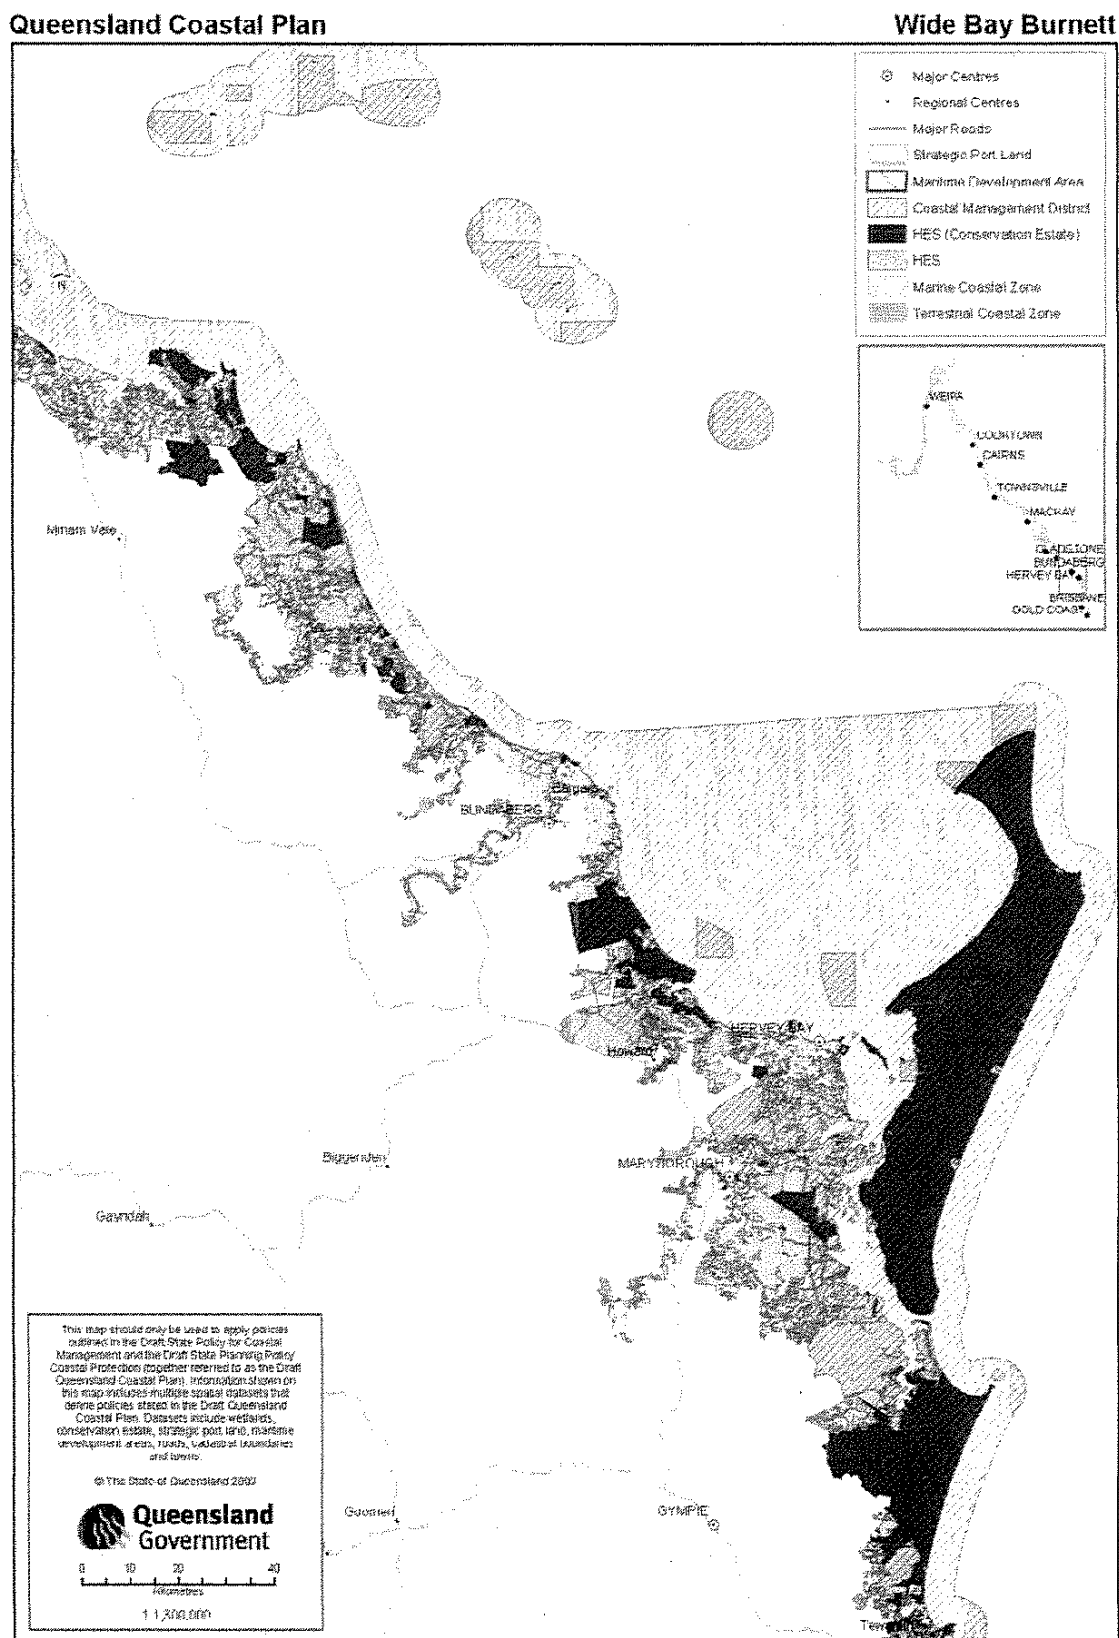 Queensland Coastal Plan
Wide Bay Burnett
Major Centres
Regional Centres
Major Roads
Strategic Port Land
Maritime Development Area
Coastal Management District
HES (Conservation Estate)
HES
Marine Coastal Zone
Terrestrial Coastal Zone
WEIPA
COOKTOWN
CAIRNS
TOWNSVILLE
MACKAY
GLADSTONE
BUNDABERG
HERVEY BAY
BRISBANE
GOLD COAST
Miriam Vale
Bargara
BUNDABERG
HERVEY BAY
Howard
Biggenden
MARYBOROUGH
Gayndah
This map should only be used to apply policies
outlined in the Draft State Policy for Coastal
Management and the Draft State Planning Policy
Coastal Protection (together referred to as the Draft
Queensland Coastal Plan). Information shown on
this map includes multiple spatial datasets that
define policies stated in the Draft Queensland
Coastal Plan. Datasets include wetlands,
conservation estate, strategic port land, maritime
development areas, roads, cadastral boundaries
and towns.
© The State of Queensland 2009
Queensland
Government
0 10 20 40
Kilometres
1:1,300,000
Goomeri
GYMPIE